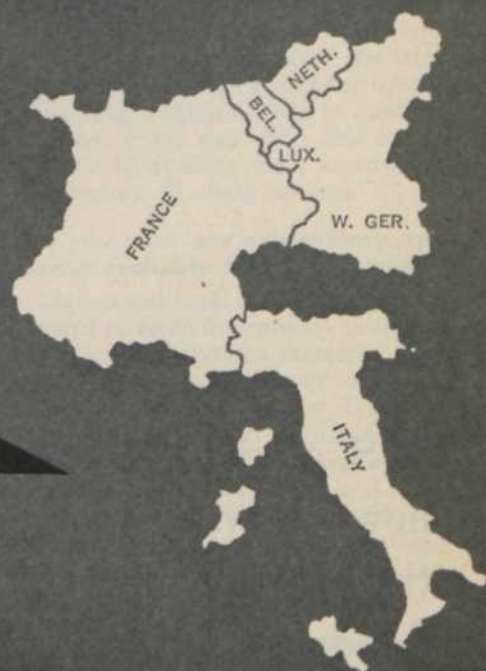 NETH.
BEL.
LUX.
W. GER.
FRANCE
ITALY